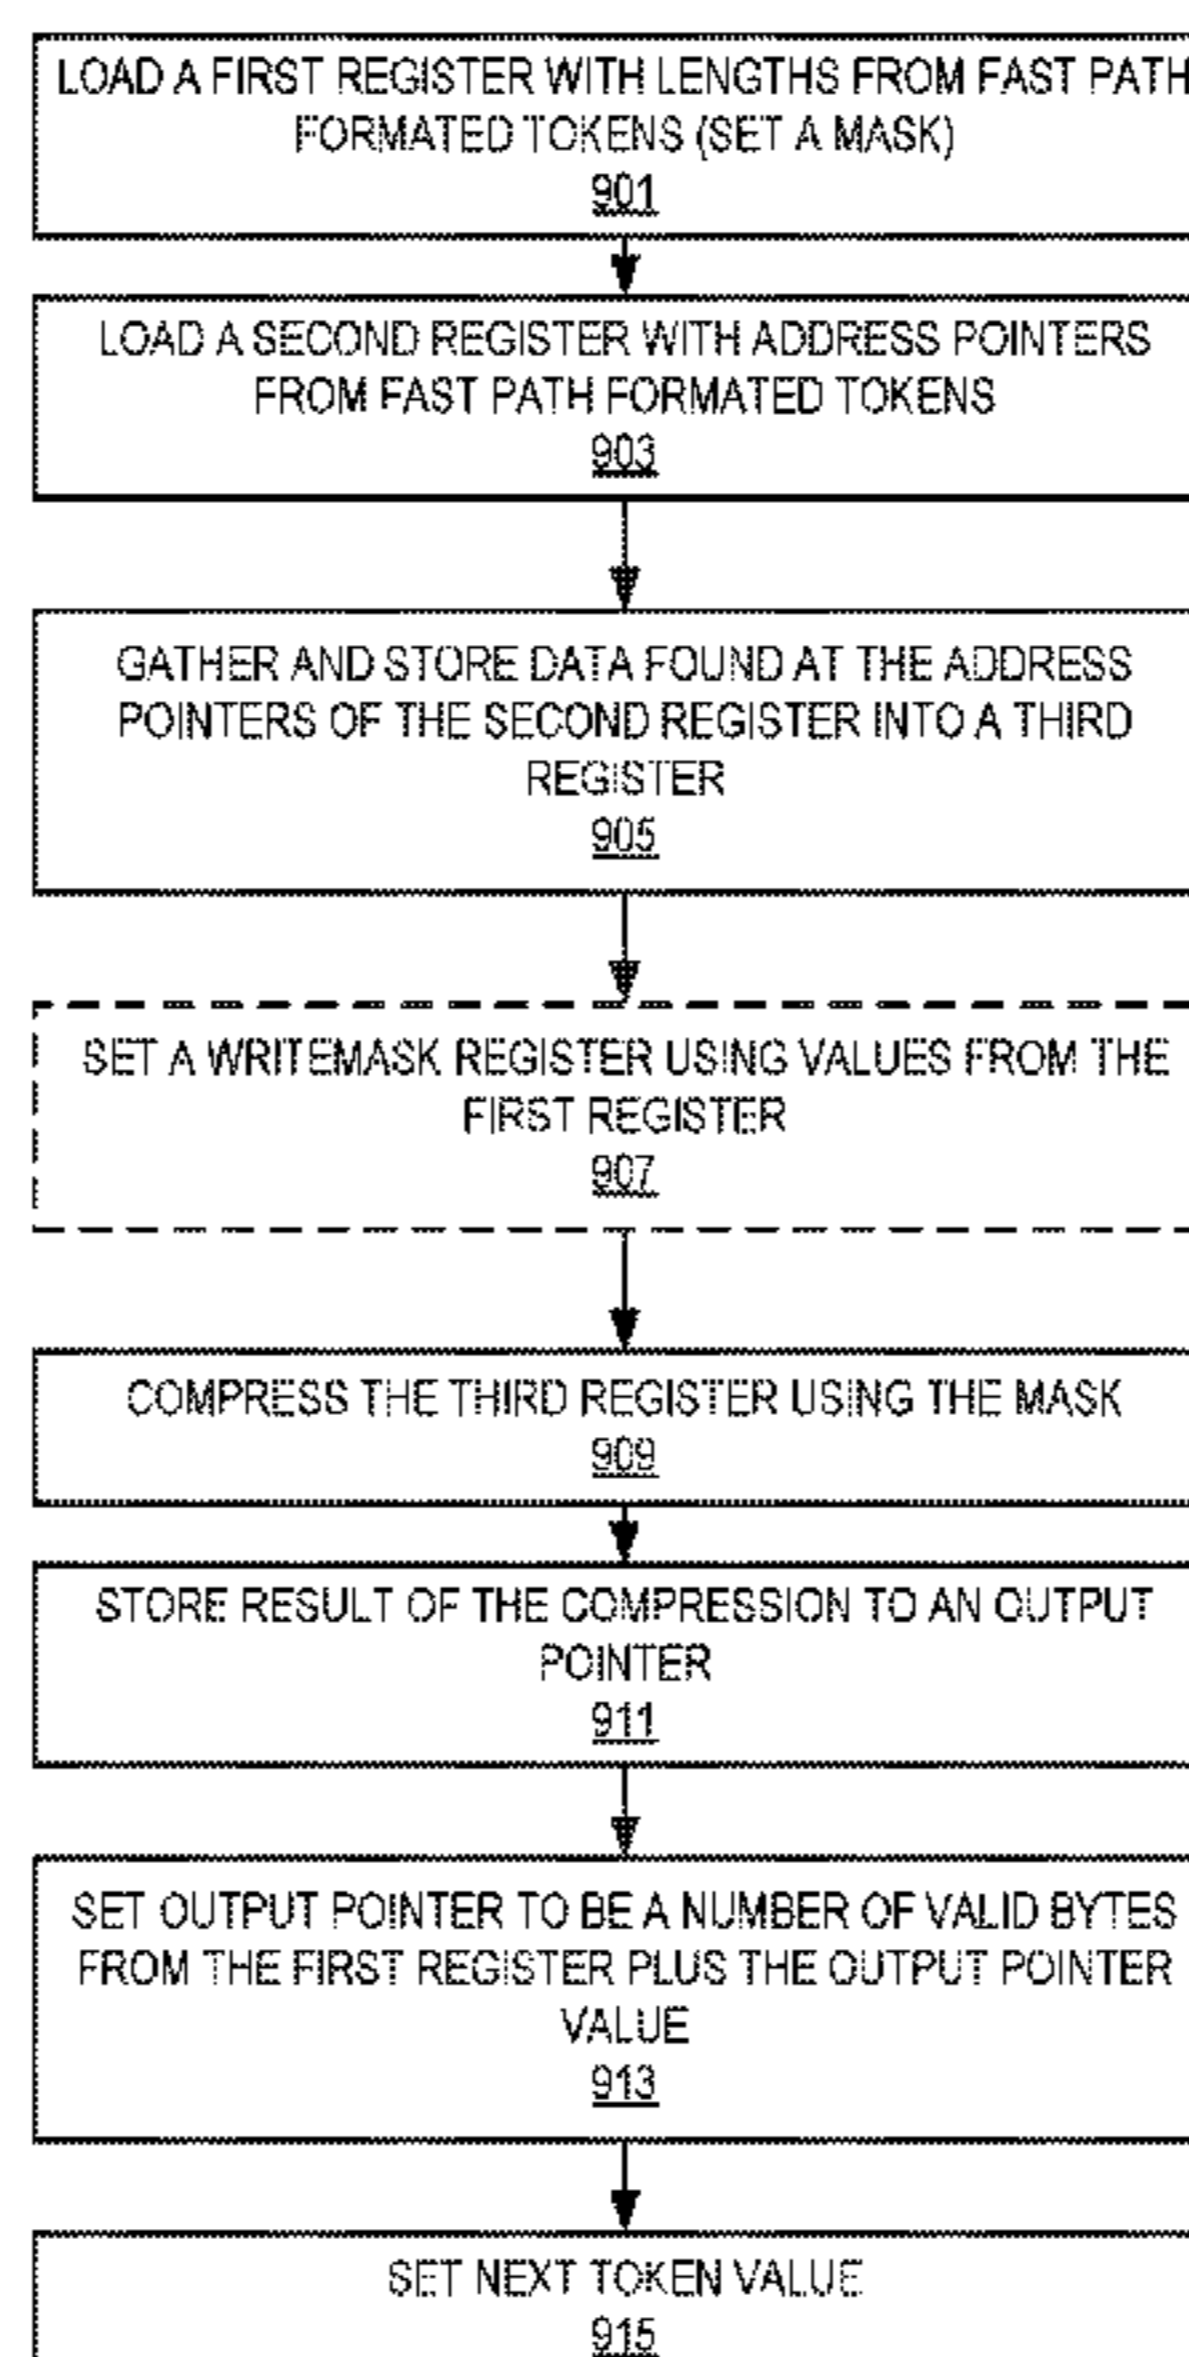 LOAD A FIRST REGISTER WITH LENGTHS FROM FAST PATH
FORMATED TOKENS (SET A MASK)
901
LOAD A SECOND REGISTER WITH ADDRESS POINTERS
FROM FAST PATH FORMATED TOKENS
903
GATHER AND STORE DATA FOUND AT THE ADDRESS
POINTERS OF THE SECOND REGISTER INTO A THIRD
REGISTER
905
SET A WRITEMASK REGISTER USING VALUES FROM THE
FIRST REGISTER
907
COMPRESS THE THIRD REGISTER USING THE MASK
909
STORE RESULT OF THE COMPRESSION TO AN OUTPUT
POINTER
911
SET OUTPUT POINTER TO BE A NUMBER OF VALID BYTES
FROM THE FIRST REGISTER PLUS THE OUTPUT POINTER
VALUE
913
SET NEXT TOKEN VALUE
915